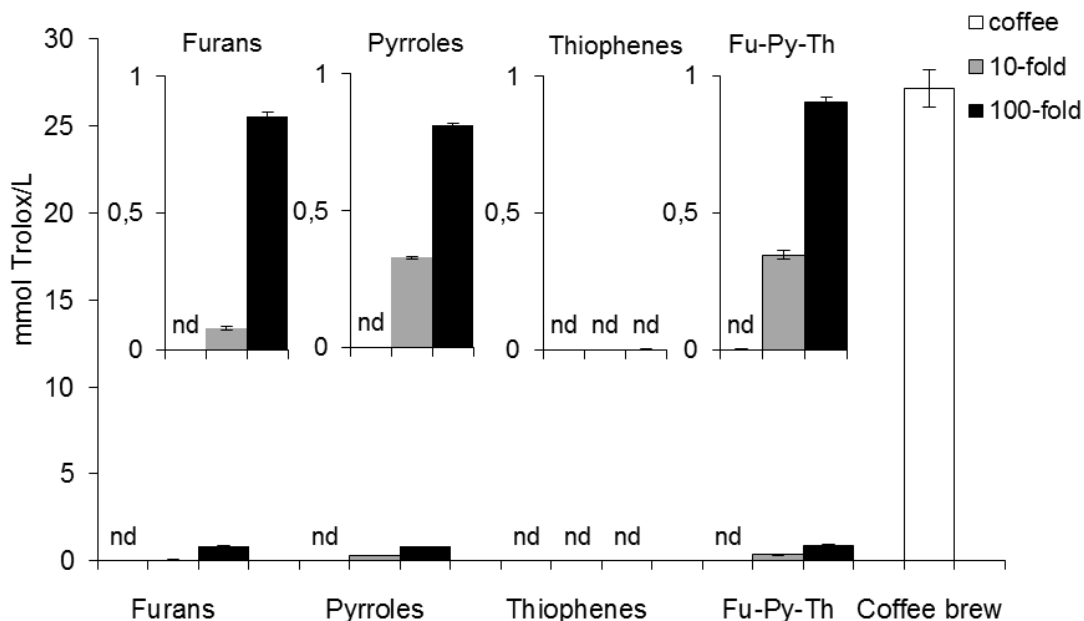 coffee
10-fold
100-fold
mmol Trolox/L
30
25
20
15
10
5
0
Furans
1
0,5
0
nd
Pyrroles
1
0,5
0
nd
Thiophenes
1
0,5
0
nd nd nd
Fu-Py-Th
1
0,5
0
nd
nd nd nd nd nd nd
Furans Pyrroles Thiophenes Fu-Py-Th Coffee brew